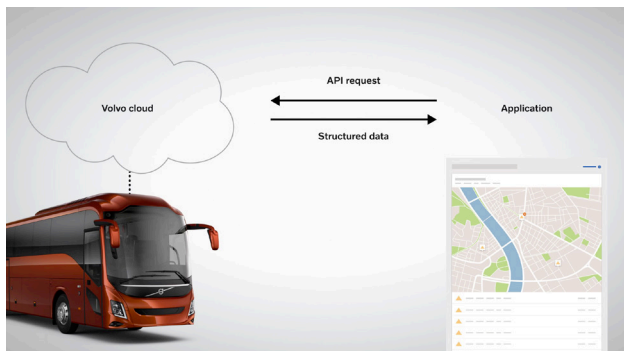 API request
Volvo cloud
Application
Structured data